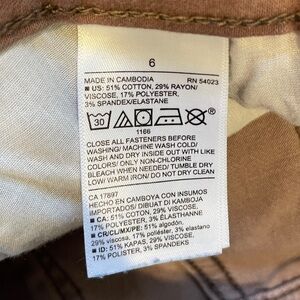 6
MADE IN CAMBODIA RN 54023
■ US: 51% COTTON, 29% RAYON/
VISCOSE, 17% POLYESTER,
3% SPANDEX/ELASTANE
30 ®
1166
CLOSE ALL FASTENERS BEFORE
WASHING/ MACHINE WASH COLD/
WASH AND DRY INSIDE OUT WITH LIKE
COLORS/ ONLY NON-CHLORINE
BLEACH WHEN NEEDED/ TUMBLE DRY
LOW/ WARM IRON/ DO NOT DRY CLEAN
CA 17897
HECHO EN CAMBOYA CON INSUMOS
IMPORTADOS/ DIBUAT DI KAMBOJA
■ CA: 51% COTON, 29% VISCOSE,
17% POLYESTER, 3% ÉLASTHANNE
■ CR/CL/MX/PE: 51% algodón,
29% viscosa, 17% poliéster, 3% elastano
■ ID: 51% KAPAS, 29% VISCOSE,
17% POLISTER, 3% SPANDEKS